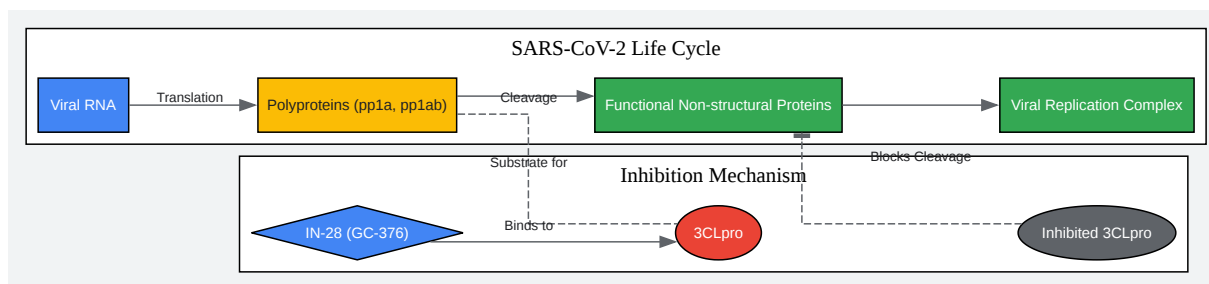 SARS-CoV-2 Life Cycle
Viral RNA
Translation
Polyproteins (pp1a, pp1ab)
Cleavage
Functional Non-structural Proteins
Viral Replication Complex
Substrate for
Blocks Cleavage
Inhibition Mechanism
IN-28 (GC-376)
Binds to
3CLpro
Inhibited 3CLpro